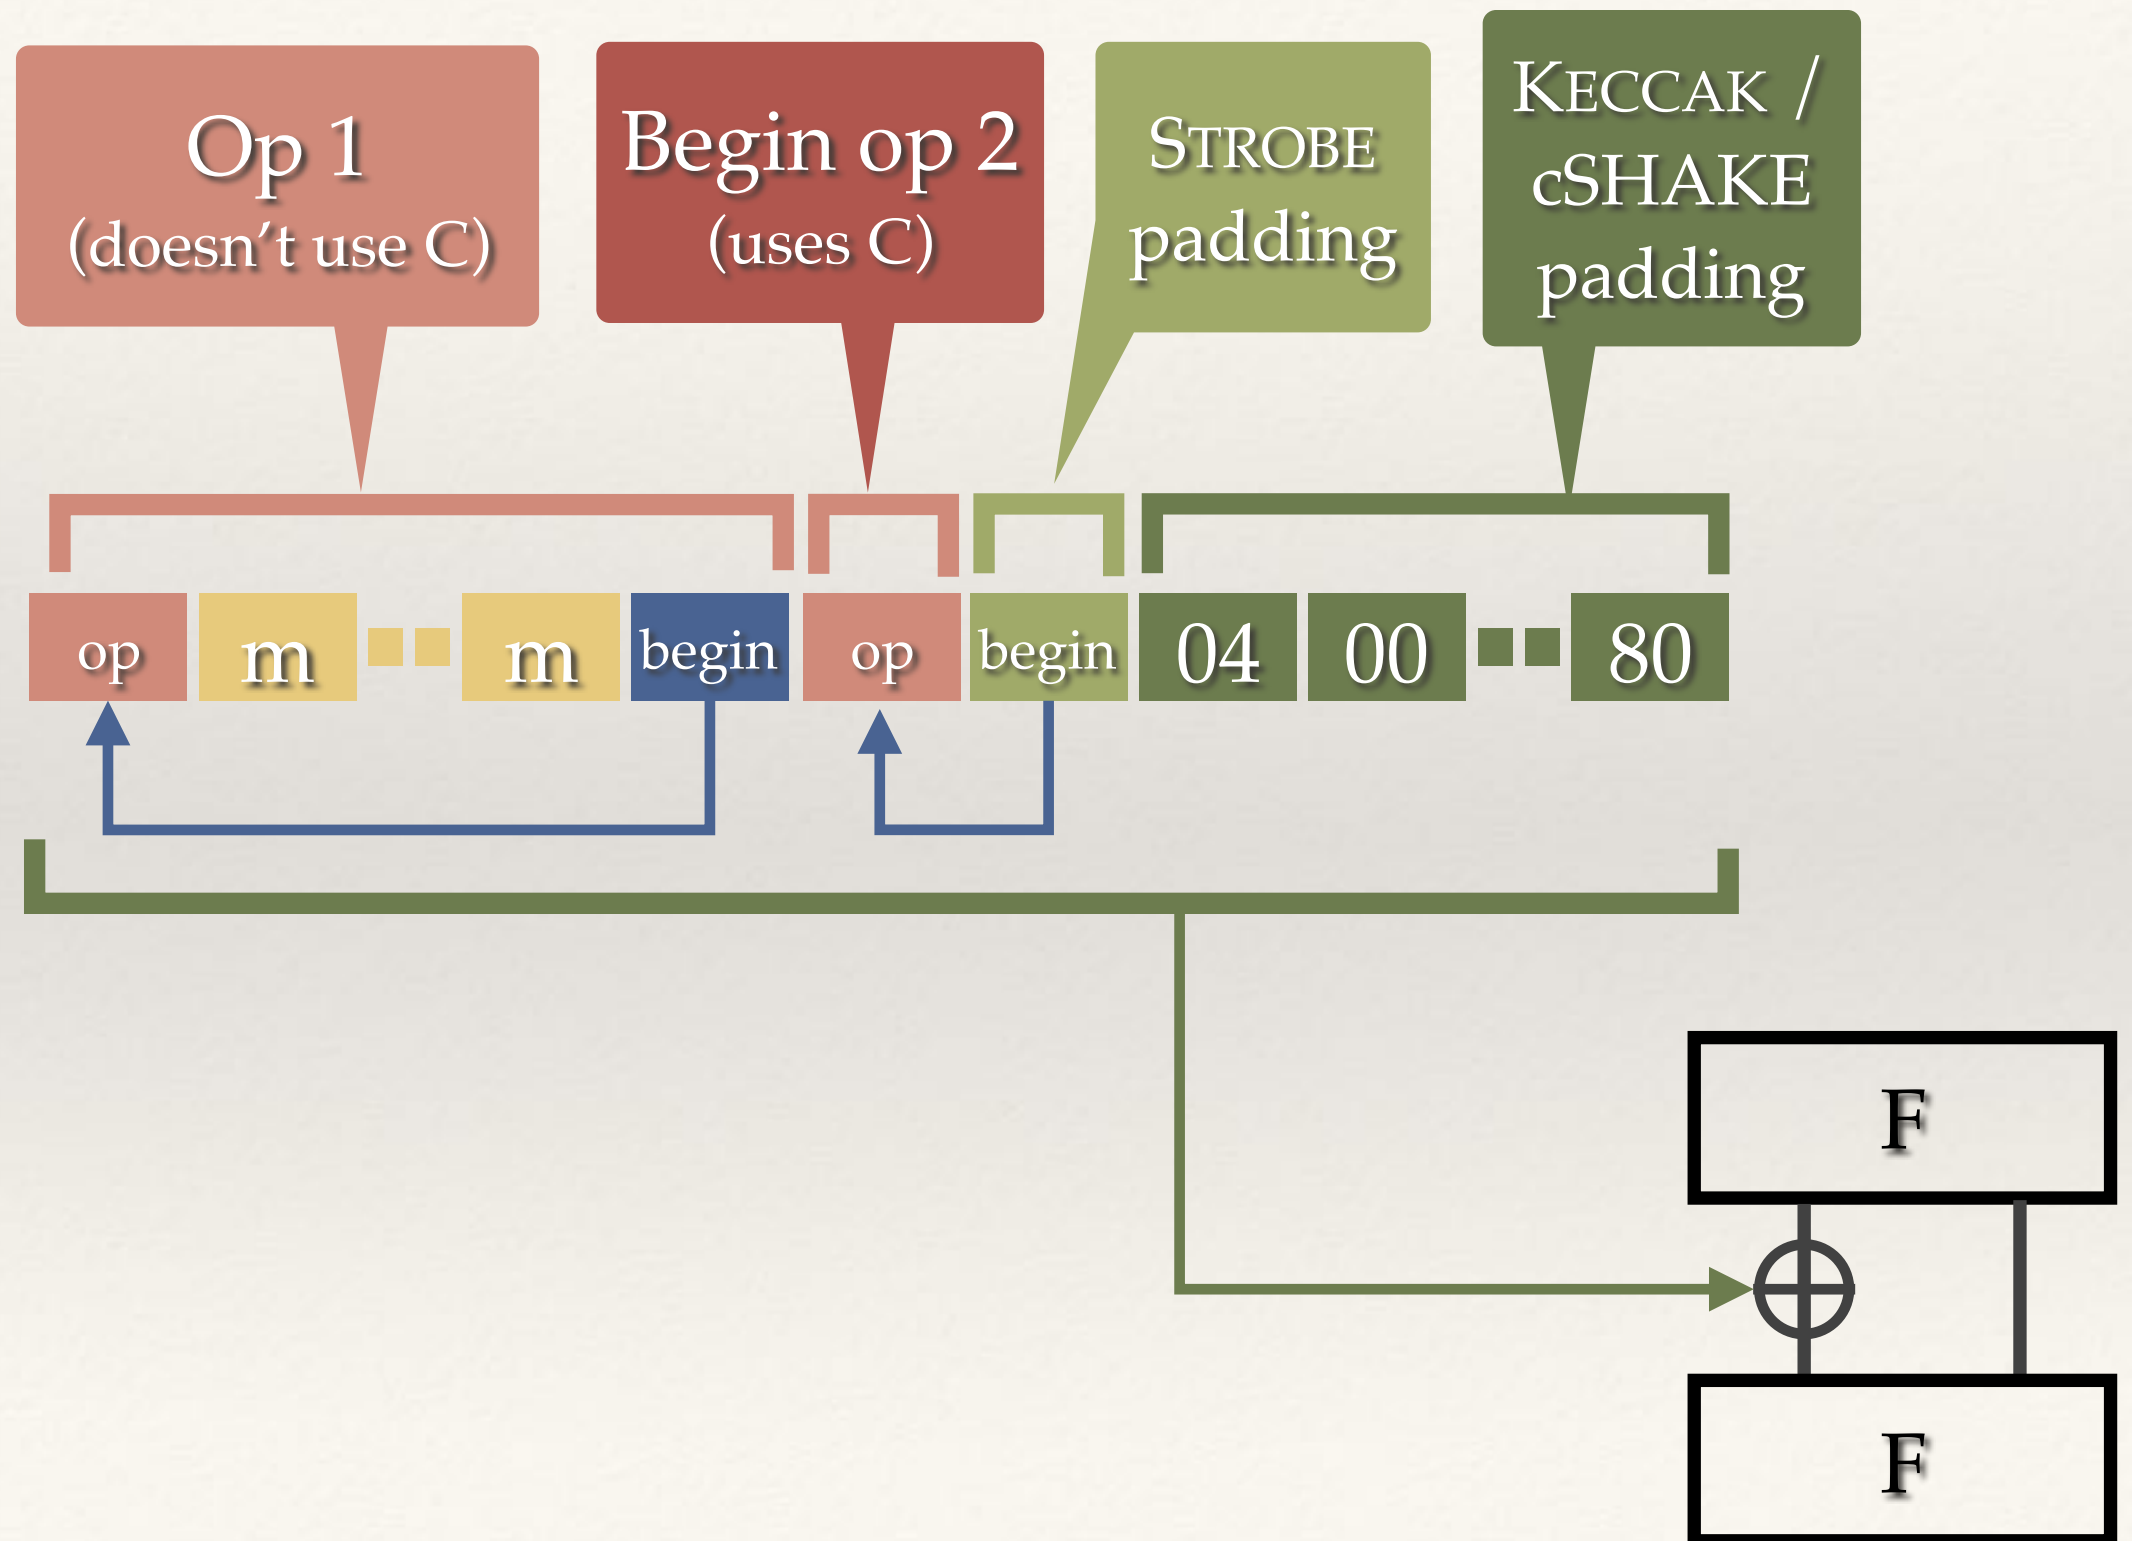 Op 1
(doesn’t use C)
Begin op 2
(uses C)
STROBE
padding
KECCAK /
cSHAKE
padding
op m m begin op begin 04 00 80
F
F